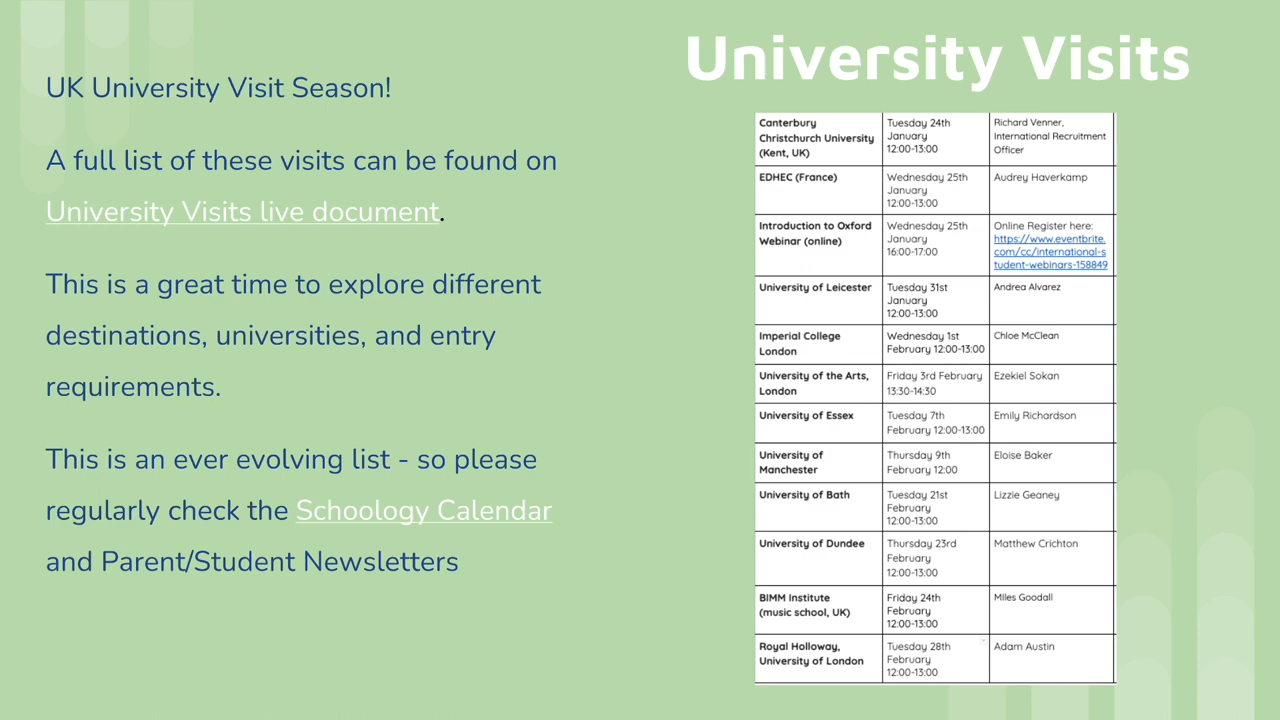 University Visits
UK University Visit Season!
A full list of these visits can be found on
University Visits live document.
This is a great time to explore different
destinations, universities, and entry
requirements.
This is an ever evolving list - so please
regularly check the Schoology Calendar
and Parent/Student Newsletters
Canterbury
Christchurch University
(Kent, UK)
Tuesday 24th
January
12:00-13:00
Richard Venner,
International Recruitment
Officer
EDHEC (France)
Wednesday 25th
January
12:00-13:00
Audrey Haverkamp
Introduction to Oxford
Webinar (online)
Wednesday 25th
January
16:00-17:00
Online Register here:
https://www.eventbrite.
com/cc/international-s
tudent-webinars-158849
University of Leicester
Tuesday 31st
January
12:00-13:00
Andrea Alvarez
Imperial College
London
Wednesday 1st
February 12:00-13:00
Chloe McClean
University of the Arts,
London
Friday 3rd February
13:30-14:30
Ezekiel Sokan
University of Essex
Tuesday 7th
February 12:00-13:00
Emily Richardson
University of
Manchester
Thursday 9th
February 12:00
Eloise Baker
University of Bath
Tuesday 21st
February
12:00-13:00
Lizzie Geaney
University of Dundee
Thursday 23rd
February
12:00-13:00
Matthew Crichton
BIMM Institute
(music school, UK)
Friday 24th
February
12:00-13:00
Miles Goodall
Royal Holloway,
University of London
Tuesday 28th
February
12:00-13:00
Adam Austin